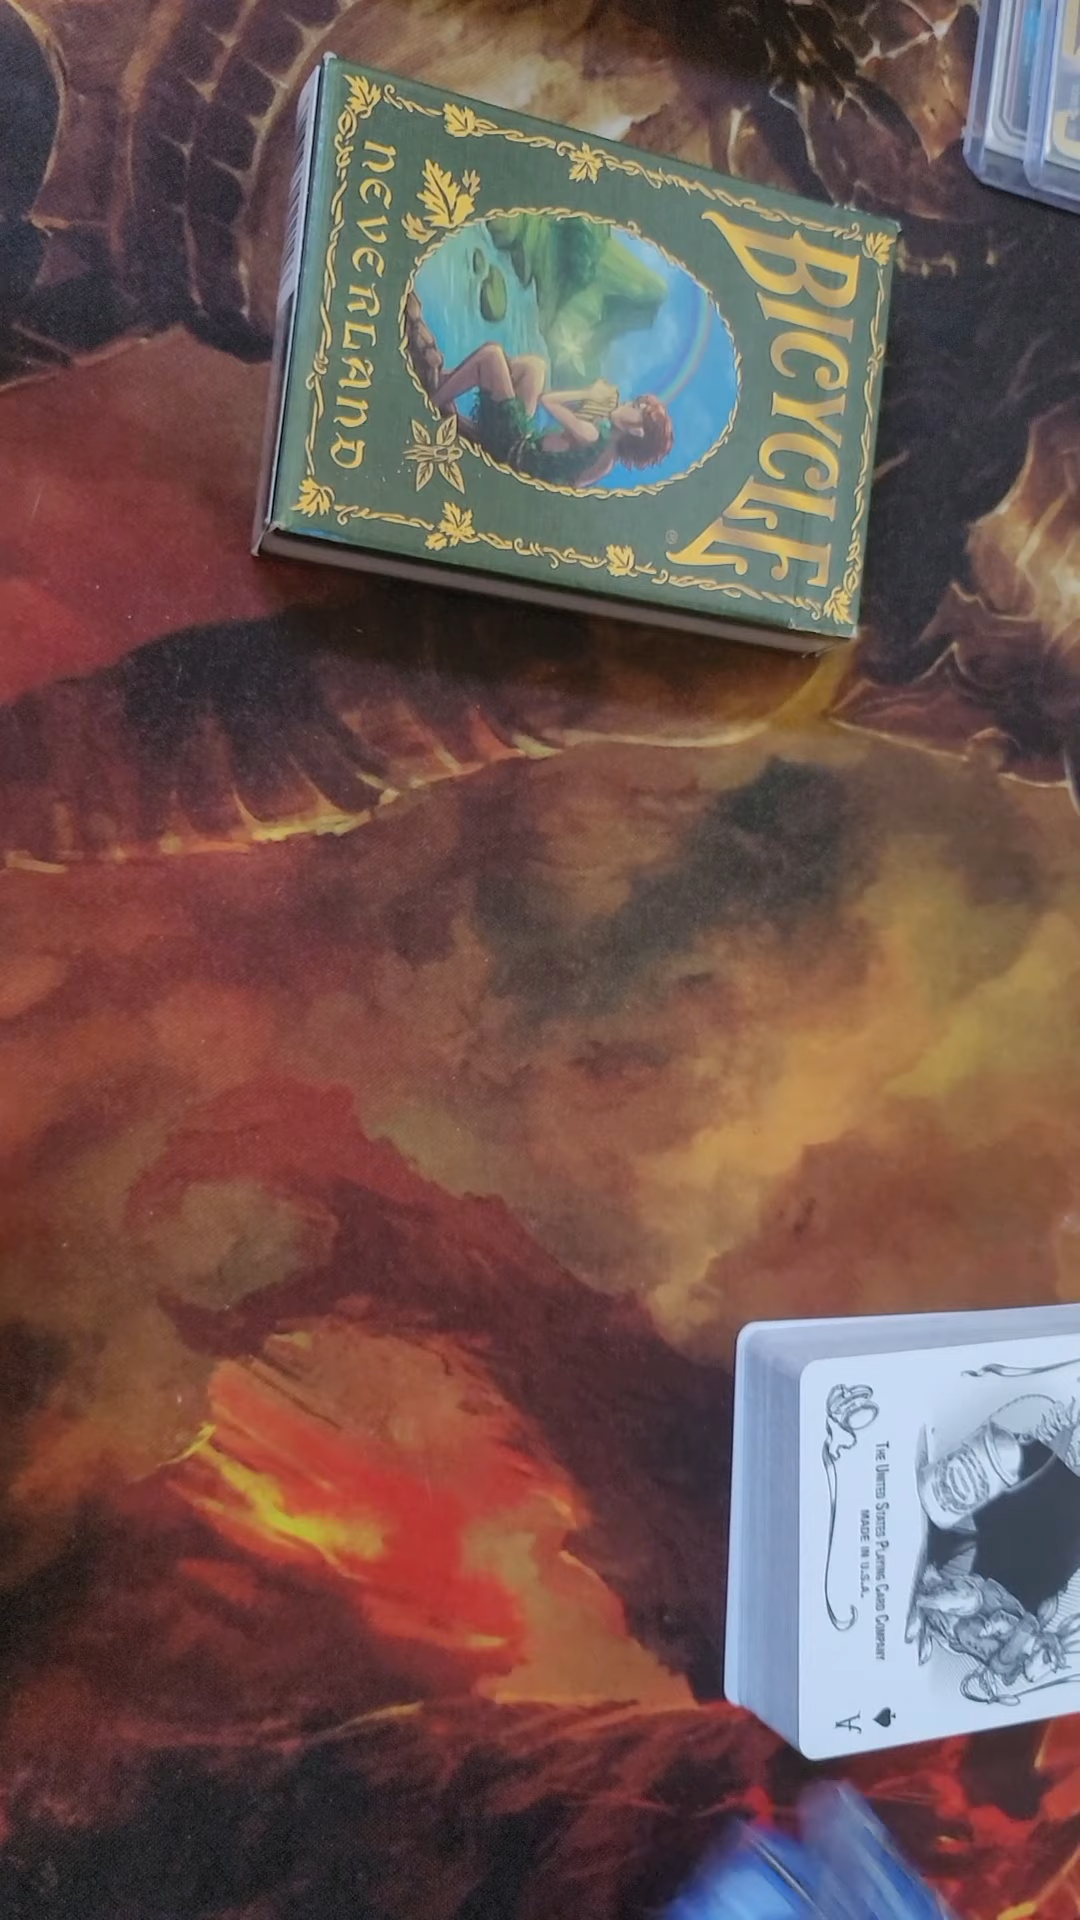 BICYCLE
®
NEVERLAND
THE UNITED STATES PLAYING CARD COMPANY
MADE IN U.S.A.
A